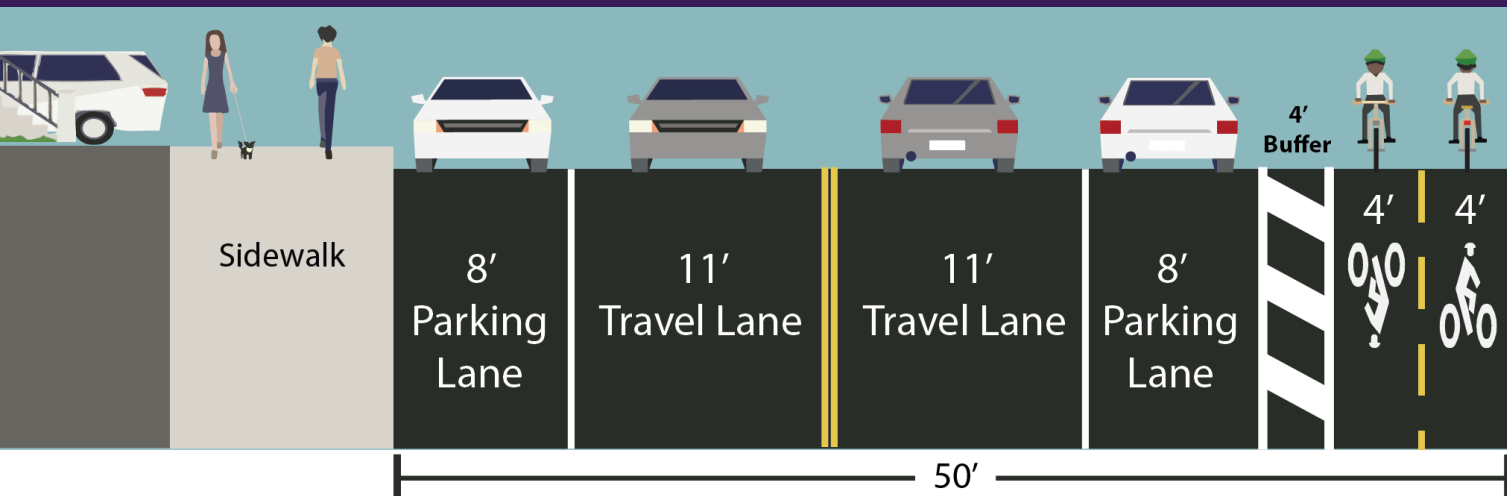 Sidewalk
8’
Parking
Lane
11’
Travel Lane
11’
Travel Lane
8’
Parking
Lane
4’
Buffer
4’
4’
50’